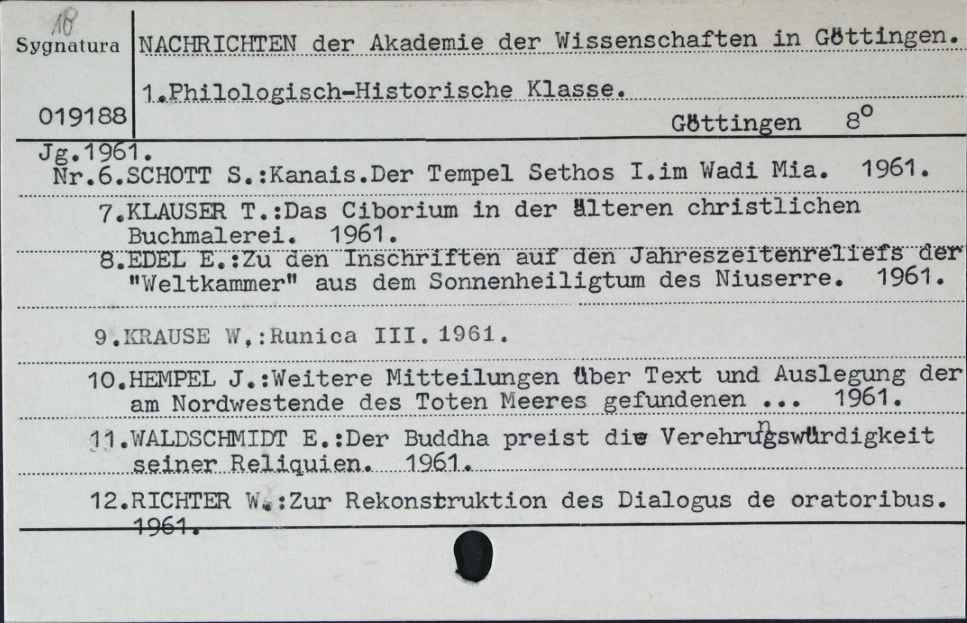 18
Sygnatura
NACHRICHTEN der Akademie der Wissenschaften in Göttingen.
1.Philologisch-Historische Klasse.
019188
Göttingen 8°
Jg.1961.
Nr.6.SCHOTT S.:Kanais.Der Tempel Sethos I.im Wadi Mia. 1961.
7.KLAUSER T.:Das Ciborium in der älteren christlichen
Buchmalerei. 1961.
8.EDEL E.:Zu den Inschriften auf den Jahreszeitenreliefs der
"Weltkammer" aus dem Sonnenheiligtum des Niuserre. 1961.
9.KRAUSE W,:Runica III. 1961.
10.HEMPEL J.:Weitere Mitteilungen über Text und Auslegung der
am Nordwestende des Toten Meeres gefundenen ... 1961.
11.WALDSCHMIDT E.:Der Buddha preist die Verehrungswürdigkeit
seiner Reliquien. 1961.
12.RICHTER W.:Zur Rekonstruktion des Dialogus de oratoribus.
1961.